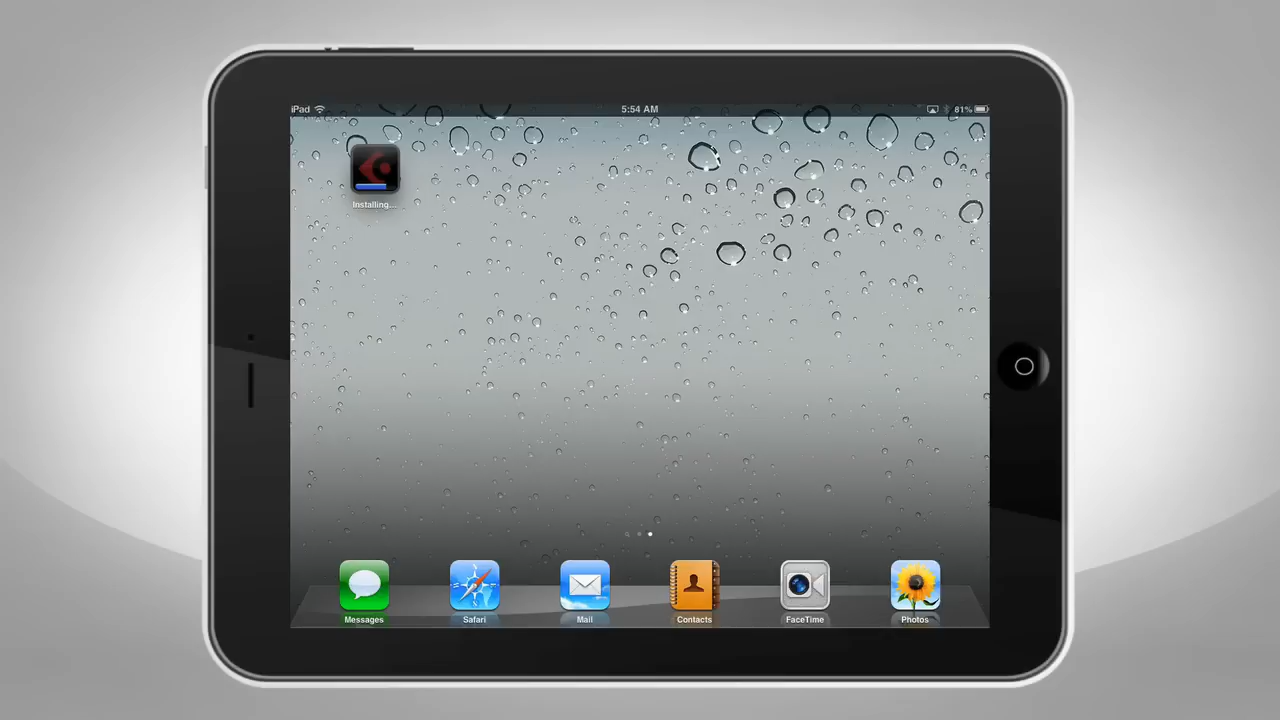 iPad 5:54 AM 81%
Installing...
Messages Safari Mail Contacts FaceTime Photos